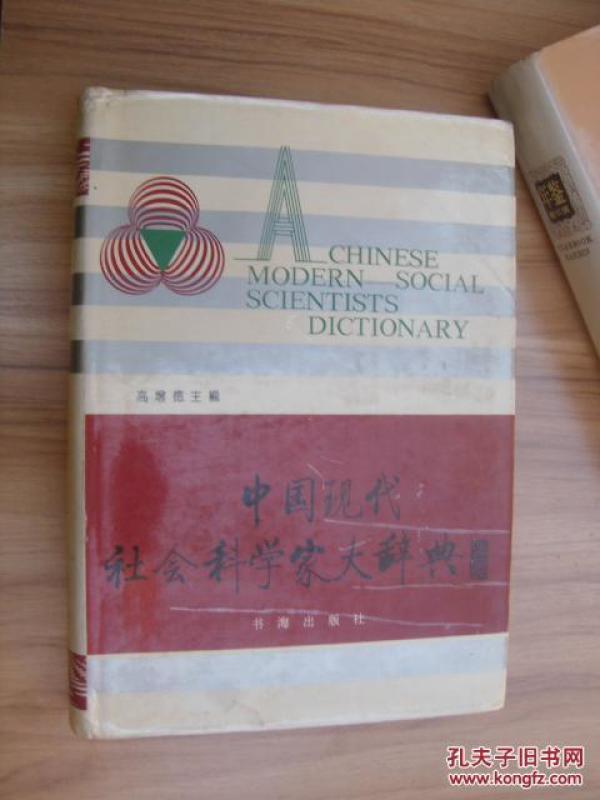 A CHINESE
MODERN SOCIAL
SCIENTISTS
DICTIONARY
高增德主编
中国现代
社会科学家大辞典
书海出版社
孔夫子旧书网
www.kongfz.com